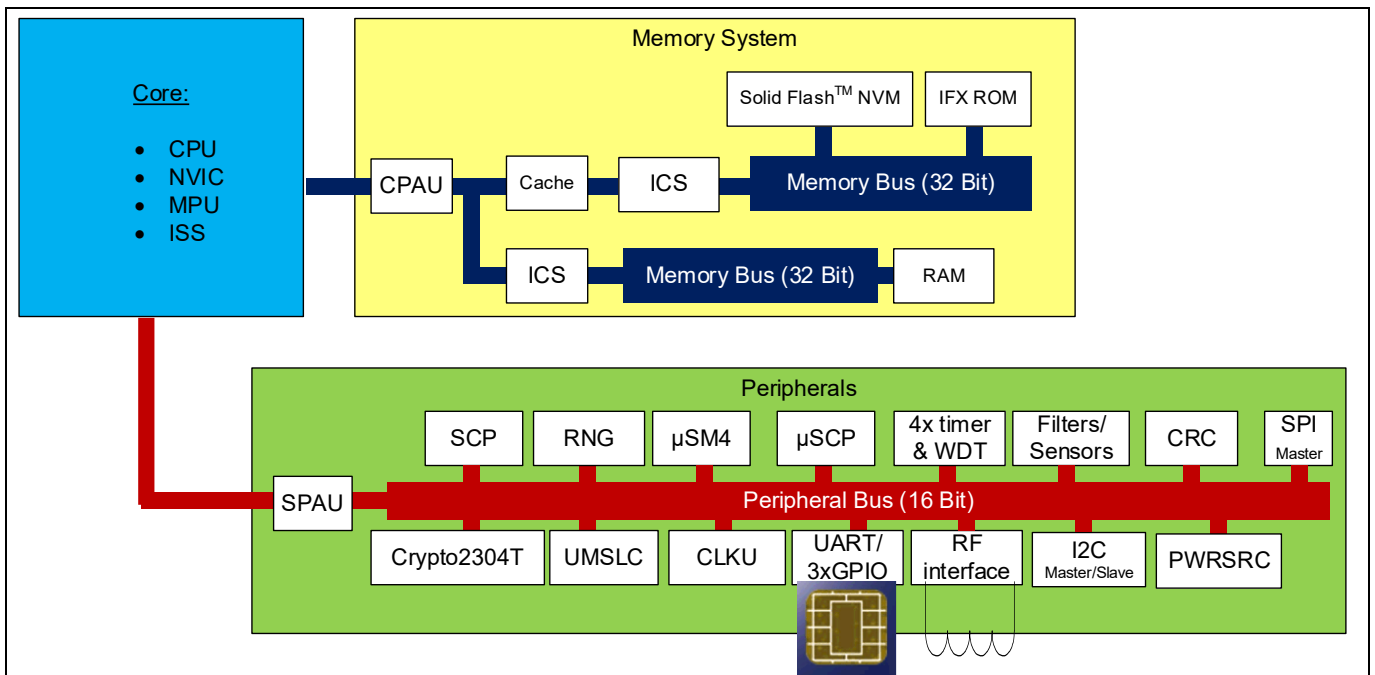 Core:
• CPU
• NVIC
• MPU
• ISS
Memory System
Solid Flash™ NVM
IFX ROM
CPAU
Cache
ICS
Memory Bus (32 Bit)
ICS
Memory Bus (32 Bit)
RAM
Peripherals
SCP
RNG
µSM4
µSCP
4x timer
& WDT
Filters/
Sensors
CRC
SPI
Master
SPAU
Peripheral Bus (16 Bit)
Crypto2304T
UMSLC
CLKU
UART/
3xGPIO
RF
interface
I2C
Master/Slave
PWRSRC